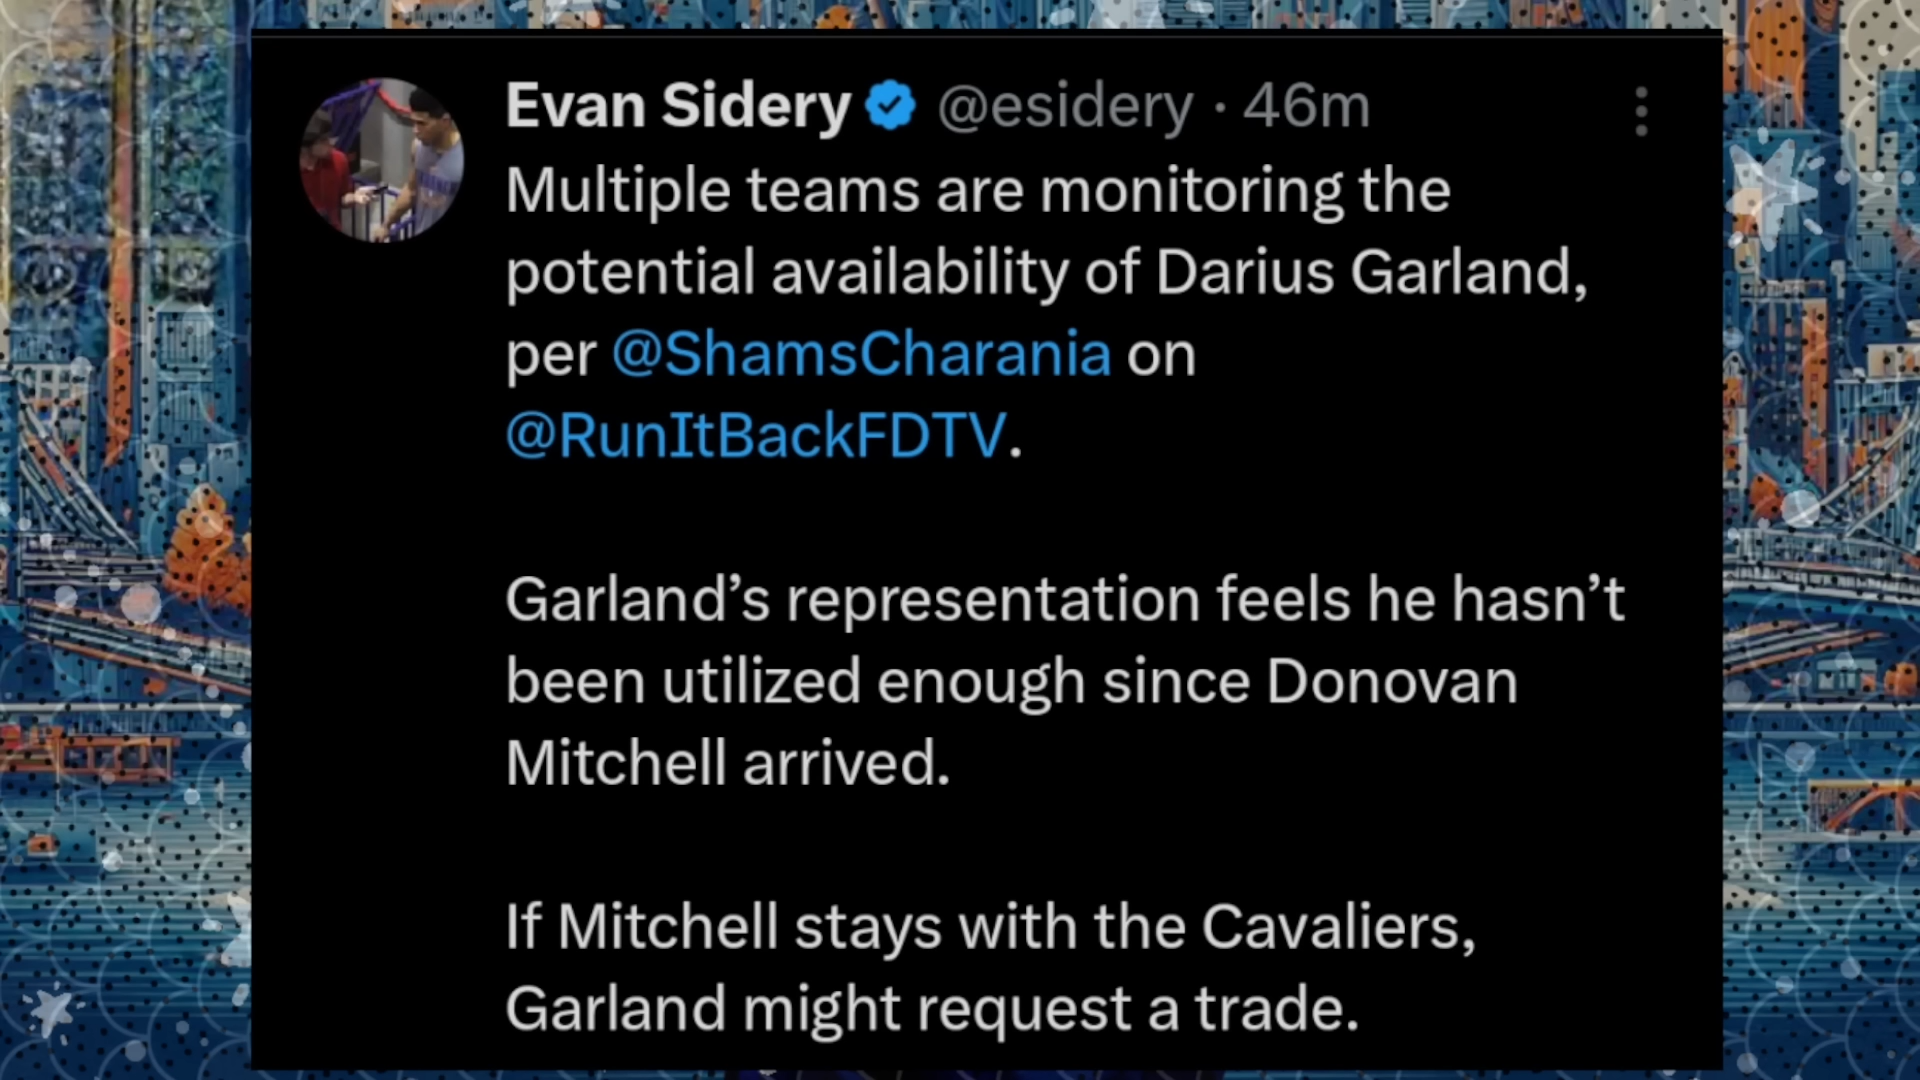 Evan Sidery @esidery · 46m
Multiple teams are monitoring the
potential availability of Darius Garland,
per @ShamsCharania on
@RunItBackFDTV.
Garland’s representation feels he hasn’t
been utilized enough since Donovan
Mitchell arrived.
If Mitchell stays with the Cavaliers,
Garland might request a trade.